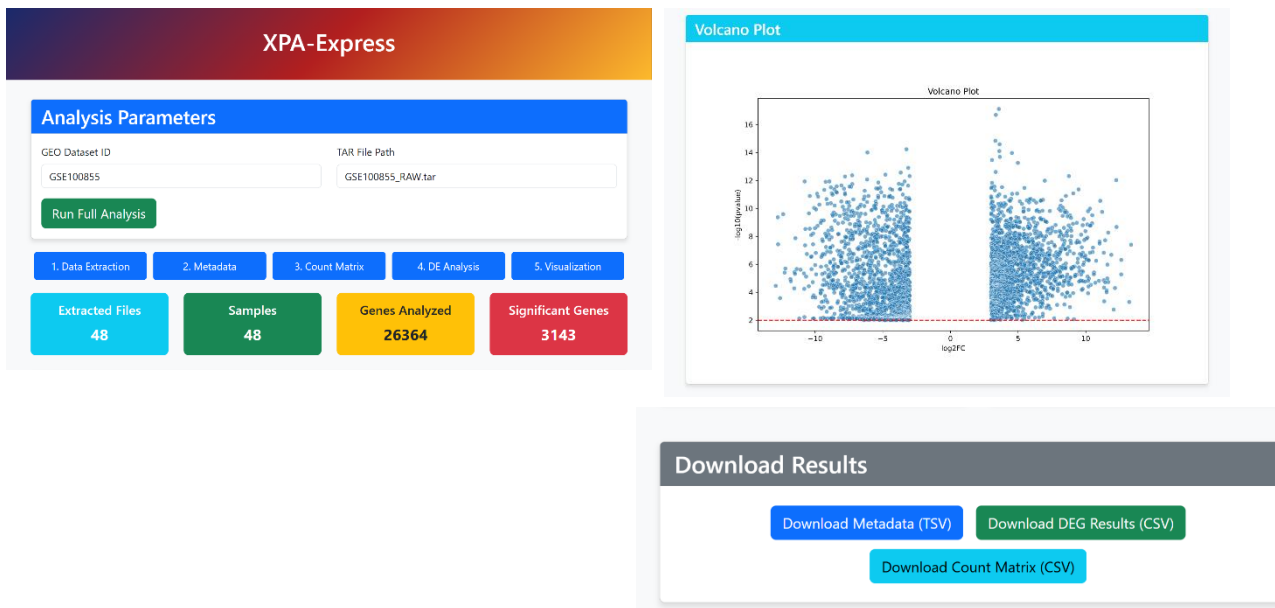 XPA-Express
Analysis Parameters
GEO Dataset ID
TAR File Path
GSE100855
GSE100855_RAW.tar
Run Full Analysis
1. Data Extraction
2. Metadata
3. Count Matrix
4. DE Analysis
5. Visualization
Extracted Files
48
Samples
48
Genes Analyzed
26364
Significant Genes
3143
Volcano Plot
Volcano Plot
-log10(pvalue)
16
14
12
10
8
6
4
2
−10
−5
0
5
10
log2FC
Download Results
Download Metadata (TSV)
Download DEG Results (CSV)
Download Count Matrix (CSV)